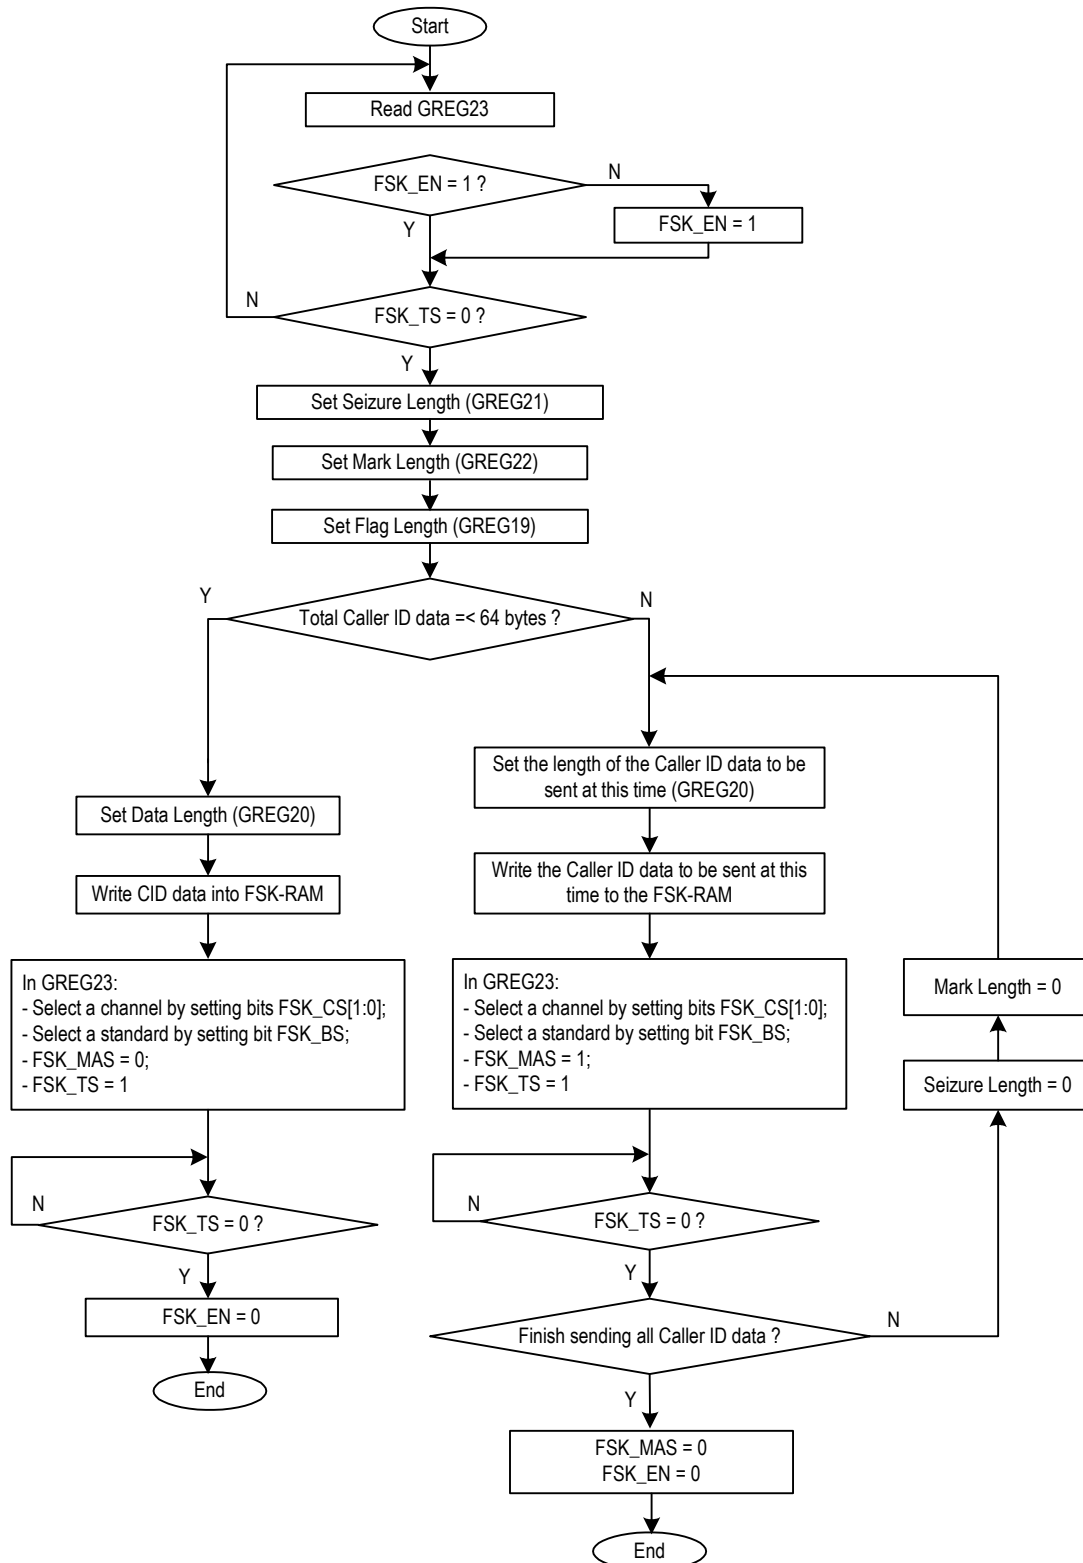 Start
Read GREG23
FSK_EN = 1 ?
N
FSK_EN = 1
Y
N
FSK_TS = 0 ?
Y
Set Seizure Length (GREG21)
Set Mark Length (GREG22)
Set Flag Length (GREG19)
Y
Total Caller ID data =< 64 bytes ?
N
Set Data Length (GREG20)
Write CID data into FSK-RAM
In GREG23:
- Select a channel by setting bits FSK_CS[1:0];
- Select a standard by setting bit FSK_BS;
- FSK_MAS = 0;
- FSK_TS = 1
N
FSK_TS = 0 ?
Y
FSK_EN = 0
End
Set the length of the Caller ID data to be
sent at this time (GREG20)
Write the Caller ID data to be sent at this
time to the FSK-RAM
In GREG23:
- Select a channel by setting bits FSK_CS[1:0];
- Select a standard by setting bit FSK_BS;
- FSK_MAS = 1;
- FSK_TS = 1
N
FSK_TS = 0 ?
Y
Finish sending all Caller ID data ?
N
Seizure Length = 0
Mark Length = 0
Y
FSK_MAS = 0
FSK_EN = 0
End